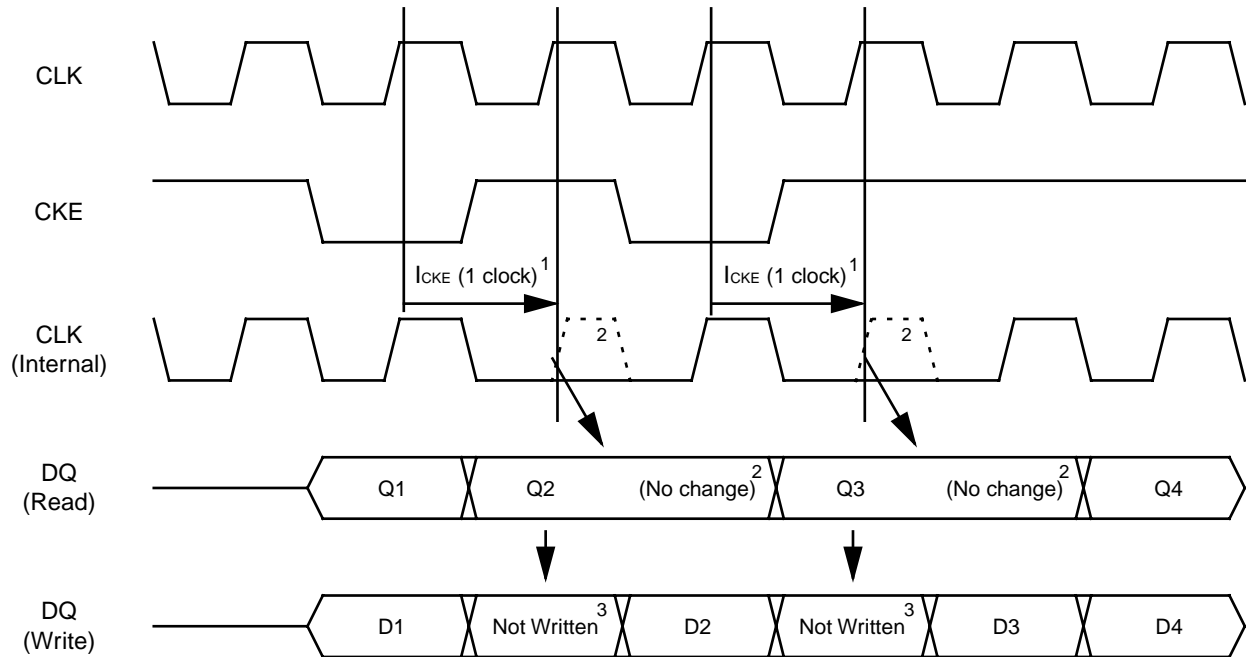 CLK
CKE
ICKE (1 clock)1 ICKE (1 clock)1
CLK
(Internal)
2 2
DQ
(Read)
Q1 Q2 (No change)2 Q3 (No change)2 Q4
DQ
(Write)
D1 Not Written3 D2 Not Written3 D3 D4